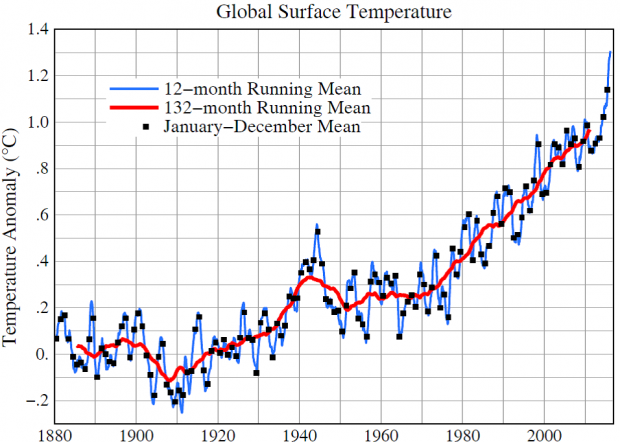 Global Surface Temperature
1.4
1.2
1.0
.8
.6
.4
.2
0.
−.2
Temperature Anomaly (°C)
12−month Running Mean
132−month Running Mean
January−December Mean
1880 1900 1920 1940 1960 1980 2000